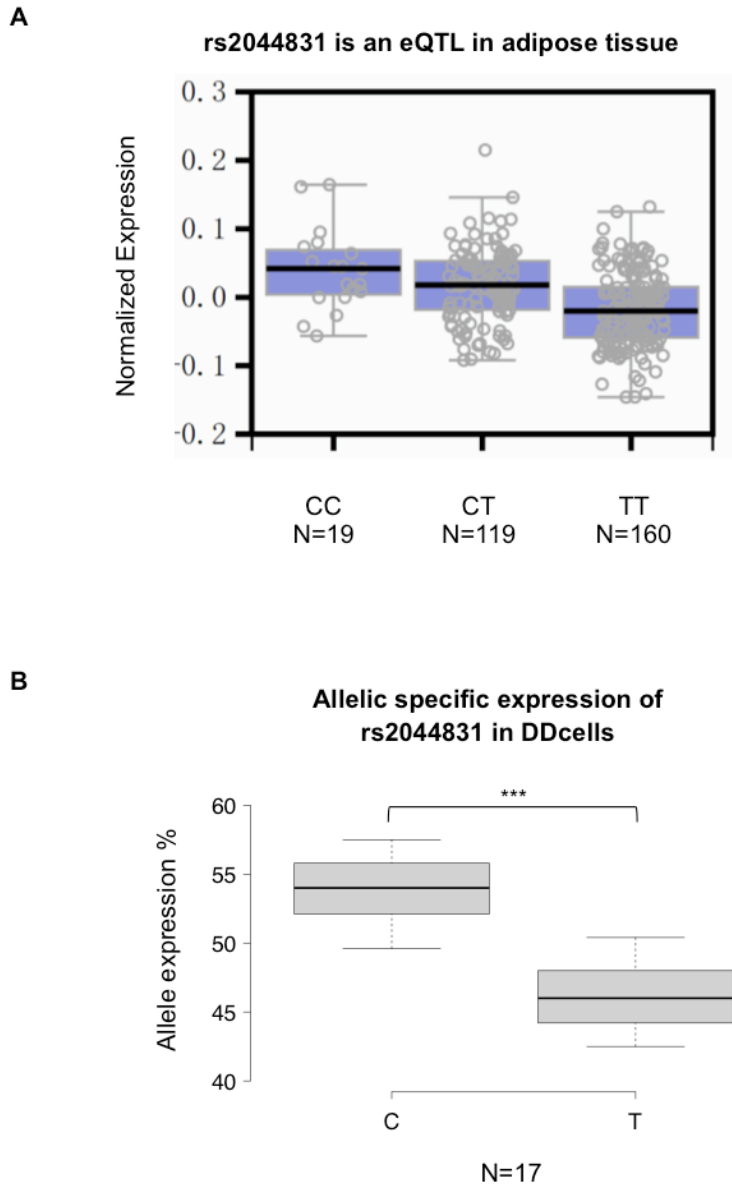 A
rs2044831 is an eQTL in adipose tissue
Normalized Expression
0.3
0.2
0.1
0.0
-0.1
-0.2
CC
CT
TT
N=19
N=119
N=160
B
Allelic specific expression of
rs2044831 in DDcells
Allele expression %
60
55
50
45
40
***
C
T
N=17